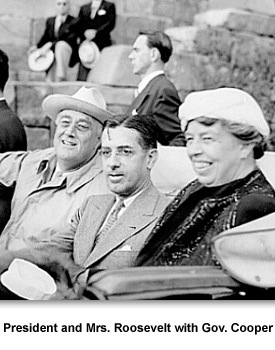 President and Mrs. Roosevelt with Gov. Cooper